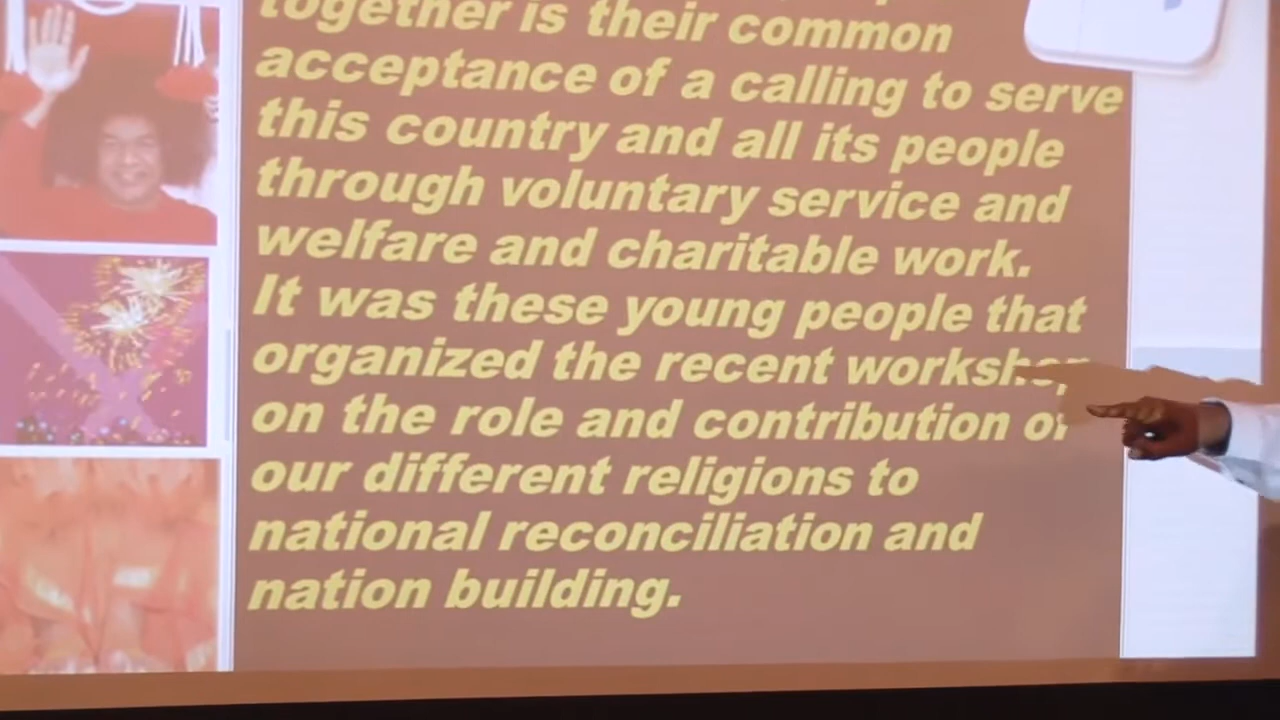 together is their common
acceptance of a calling to serve
this country and all its people
through voluntary service and
welfare and charitable work.
It was these young people that
organized the recent workshop
on the role and contribution of
our different religions to
national reconciliation and
nation building.